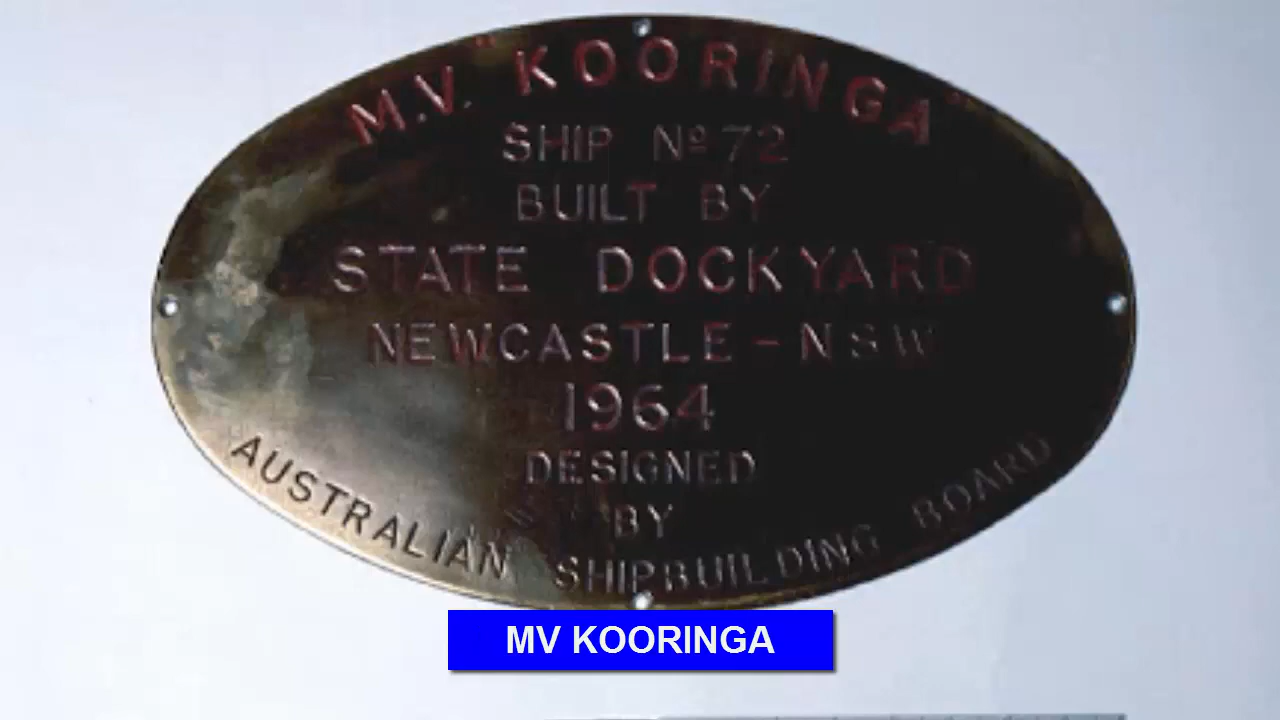 M.V. "KOORINGA"
SHIP Nº 72
BUILT BY
STATE DOCKYARD
NEWCASTLE - NSW
1964
DESIGNED
BY
AUSTRALIAN SHIPBUILDING BOARD
MV KOORINGA